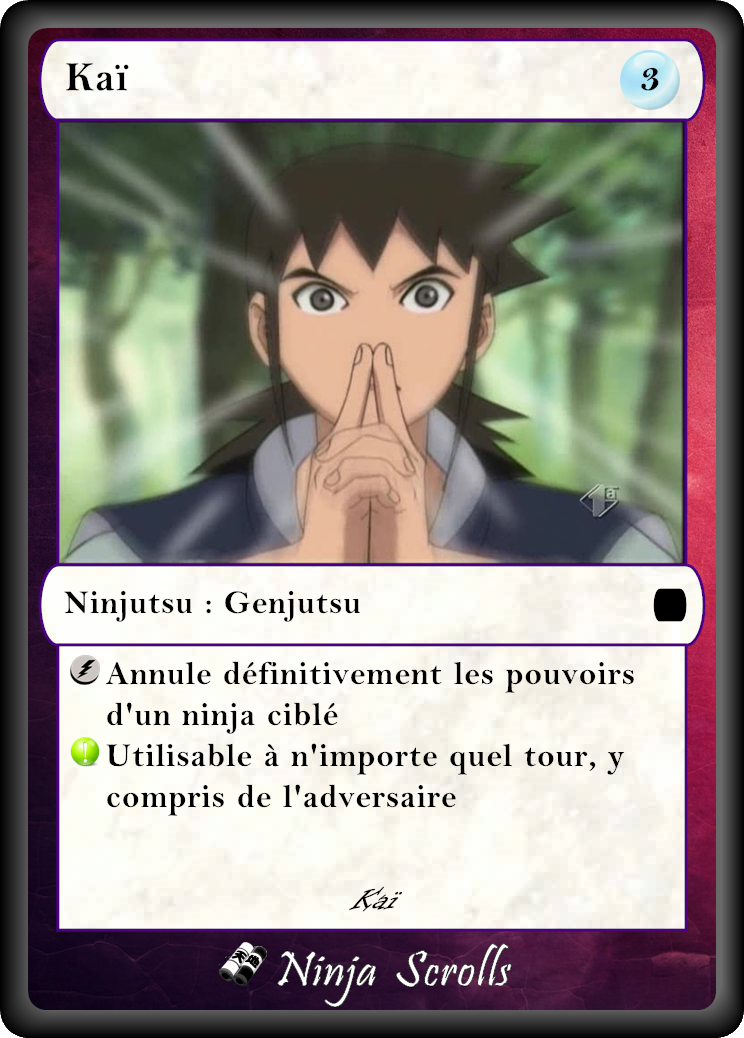 Kaï
3
Ninjutsu : Genjutsu
Annule définitivement les pouvoirs
d'un ninja ciblé
Utilisable à n'importe quel tour, y
compris de l'adversaire
Kaï
Ninja Scrolls